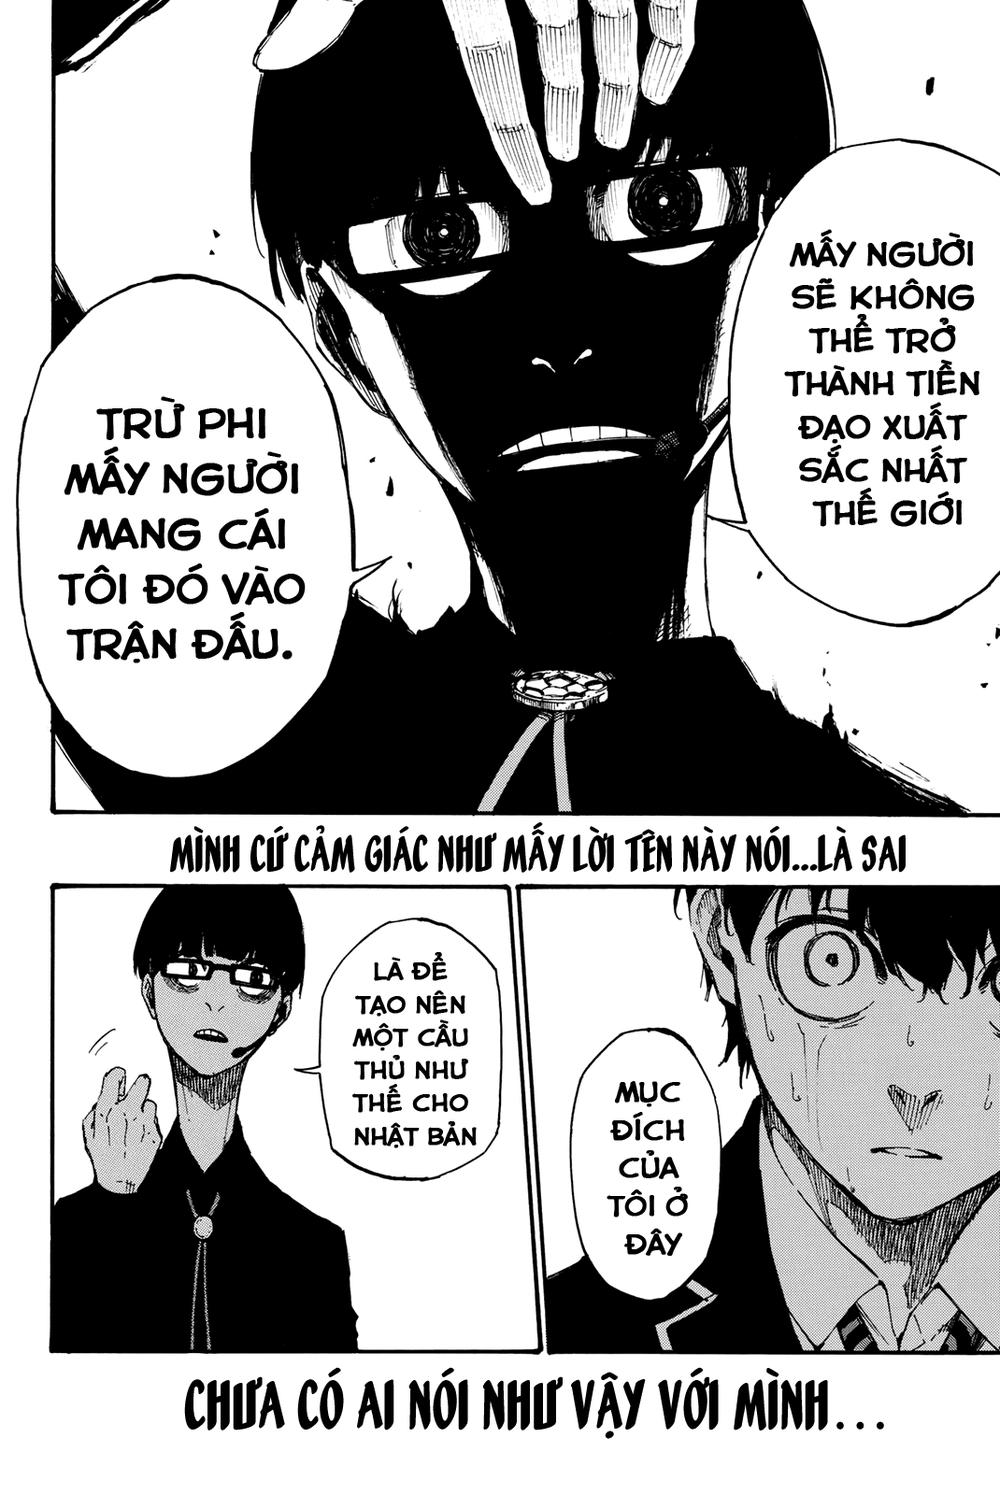 MẤY NGƯỜI
SẼ KHÔNG
THỂ TRỞ
THÀNH TIỀN
ĐẠO XUẤT
SẮC NHẤT
THẾ GIỚI
TRỪ PHI
MẤY NGƯỜI
MANG CÁI
TÔI ĐÓ VÀO
TRẬN ĐẤU.
MÌNH CỨ CẢM GIÁC NHƯ MẤY LỜI TÊN NÀY NÓI...LÀ SAI
MỤC
ĐÍCH
CỦA
TÔI Ở
ĐÂY
LÀ ĐỂ
TẠO NÊN
MỘT CẦU
THỦ NHƯ
THẾ CHO
NHẬT BẢN
CHƯA CÓ AI NÓI NHƯ VẬY VỚI MÌNH...